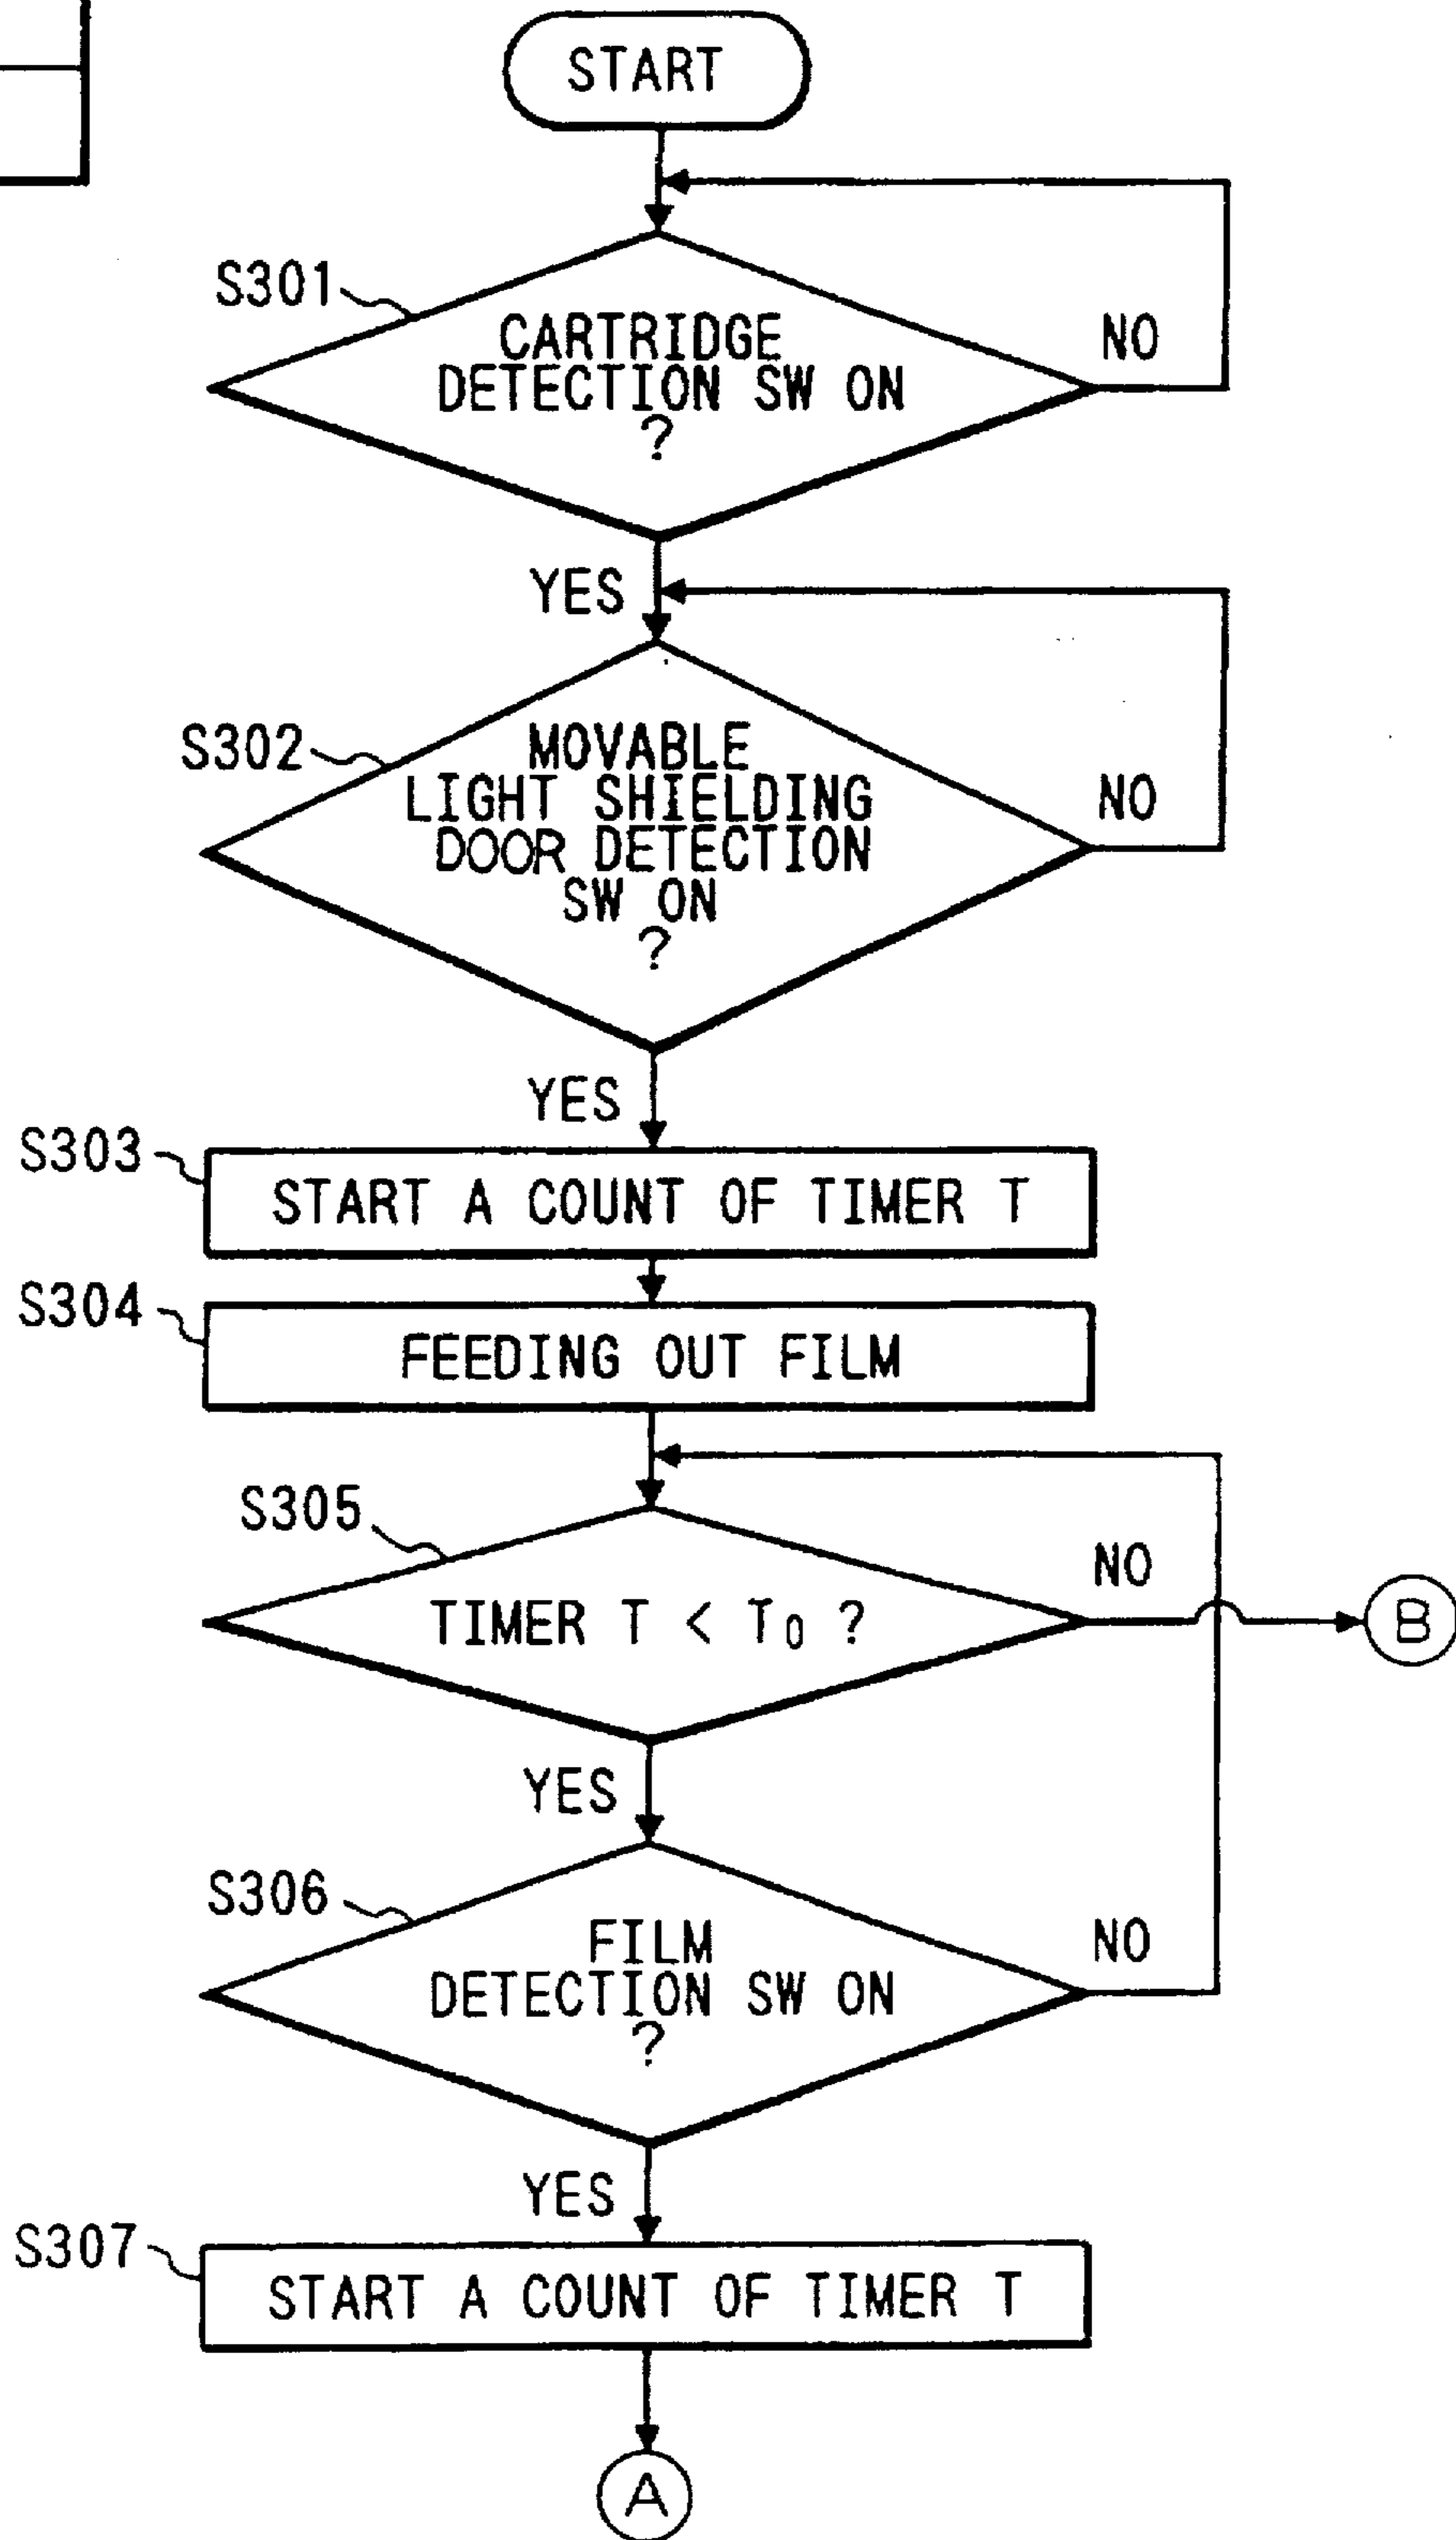 START
S301
CARTRIDGE
DETECTION SW ON
?
NO
YES
S302
MOVABLE
LIGHT SHIELDING
DOOR DETECTION
SW ON
?
NO
YES
S303
START A COUNT OF TIMER T
S304
FEEDING OUT FILM
S305
TIMER T < T0 ?
NO
B
YES
S306
FILM
DETECTION SW ON
?
NO
YES
S307
START A COUNT OF TIMER T
A